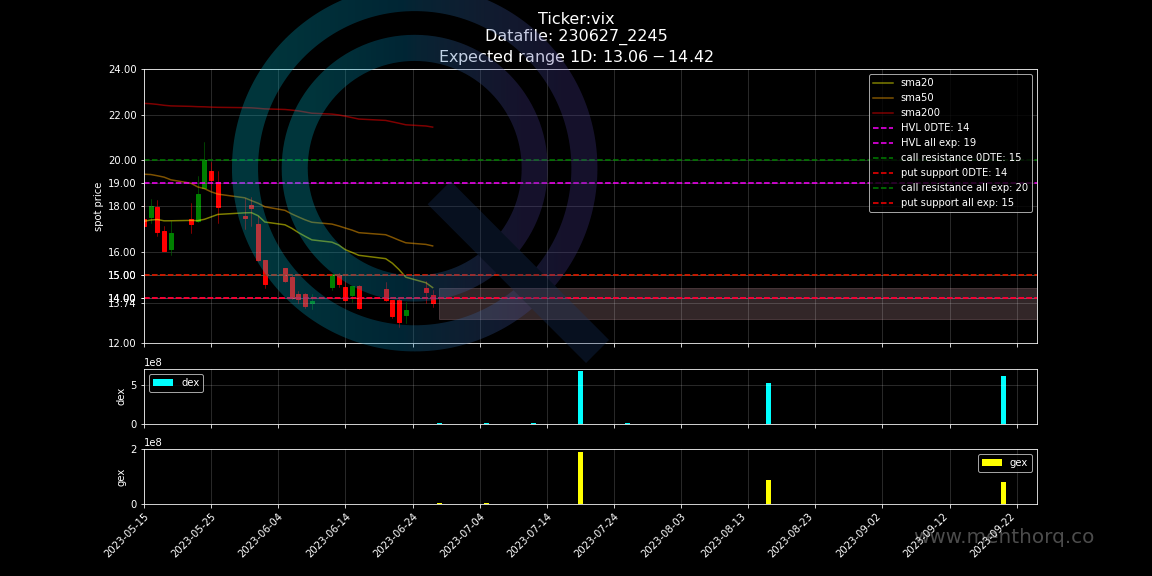 Ticker:vix
Datafile: 230627_2245
Expected range 1D: 13.06 − 14.42
24.00
22.00
20.00
19.00
18.00
16.00
15.00
14.00
12.00
spot price
sma20
sma50
sma200
HVL 0DTE: 14
HVL all exp: 19
call resistance 0DTE: 15
put support 0DTE: 14
call resistance all exp: 20
put support all exp: 15
1e8
5
0
dex
dex
1e8
2
0
gex
gex
2023-05-15
2023-05-25
2023-06-04
2023-06-14
2023-06-24
2023-07-04
2023-07-14
2023-07-24
2023-08-03
2023-08-13
2023-08-23
2023-09-02
2023-09-12
2023-09-22
www.menthorq.co